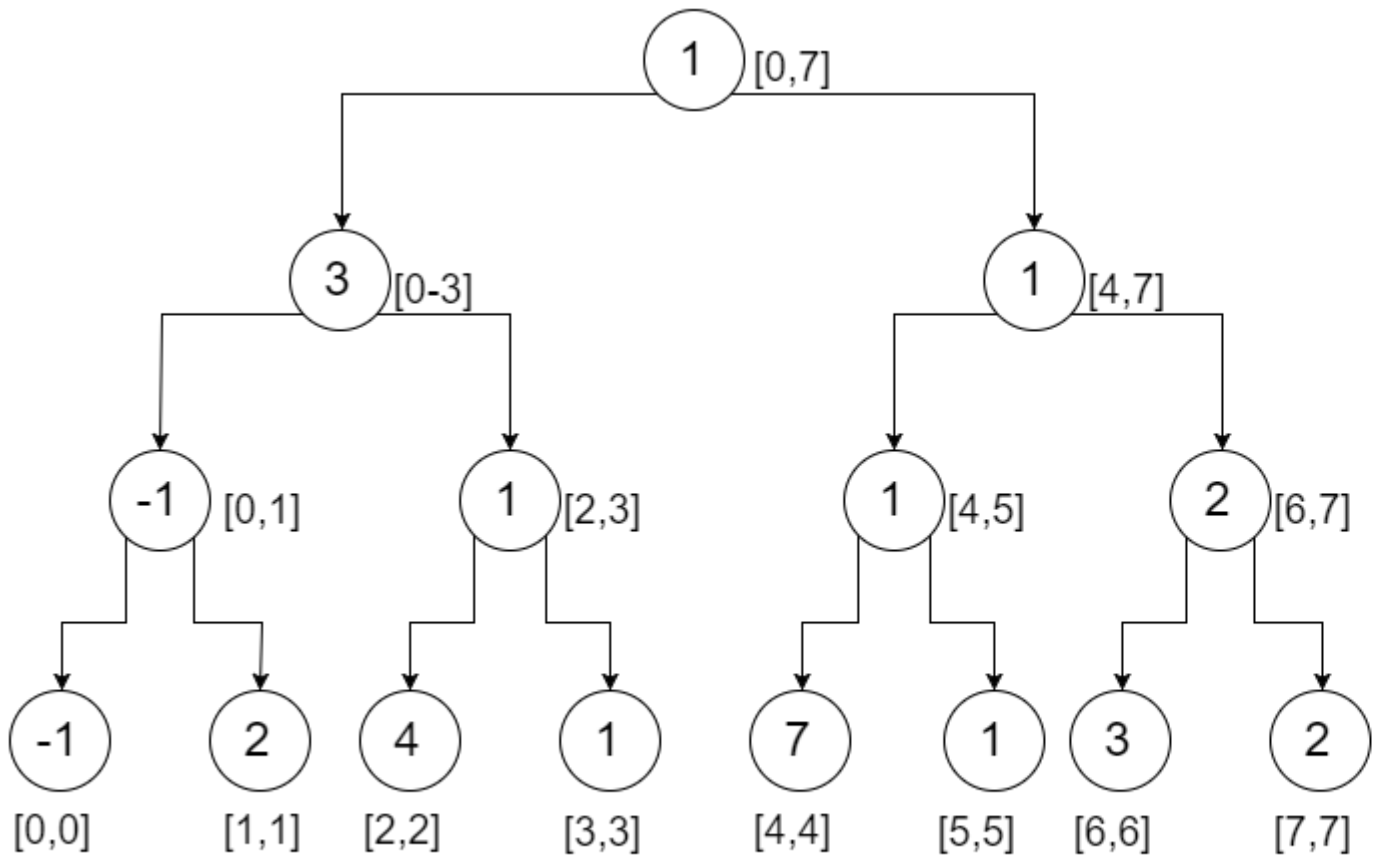 1 [0,7]
3 [0-3] 1 [4,7]
-1 [0,1] 1 [2,3] 1 [4,5] 2 [6,7]
-1 2 4 1 7 1 3 2
[0,0] [1,1] [2,2] [3,3] [4,4] [5,5] [6,6] [7,7]